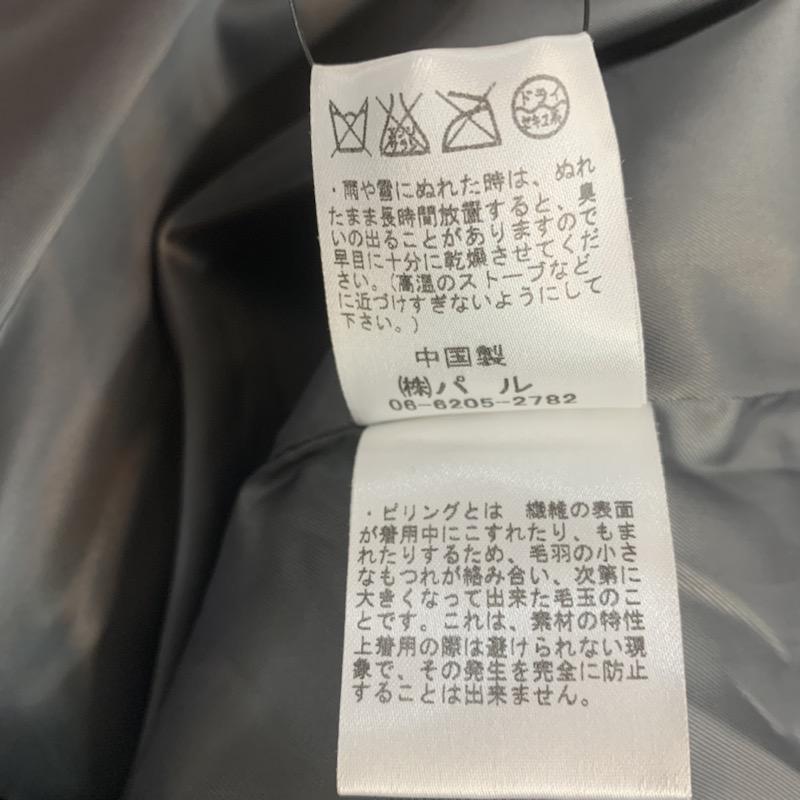 エンソ
サラシ
ドライ
セキユ系
・雨や雪にぬれた時は、ぬれ
たまま長時間放置すると、臭
いの出ることがありますので
早目に十分に乾燥させてくだ
さい。(高温のストーブなど
に近づけすぎないようにして
下さい。)
中国製
(株)パル
06-6205-2782
・ピリングとは 繊維の表面
が着用中にこすれたり、もま
れたりするため、毛羽の小さ
なもつれが絡み合い、次第に
大きくなって出来た毛玉のこ
とです。これは、素材の特性
上着用の際は避けられない現
象で、その発生を完全に防止
することは出来ません。